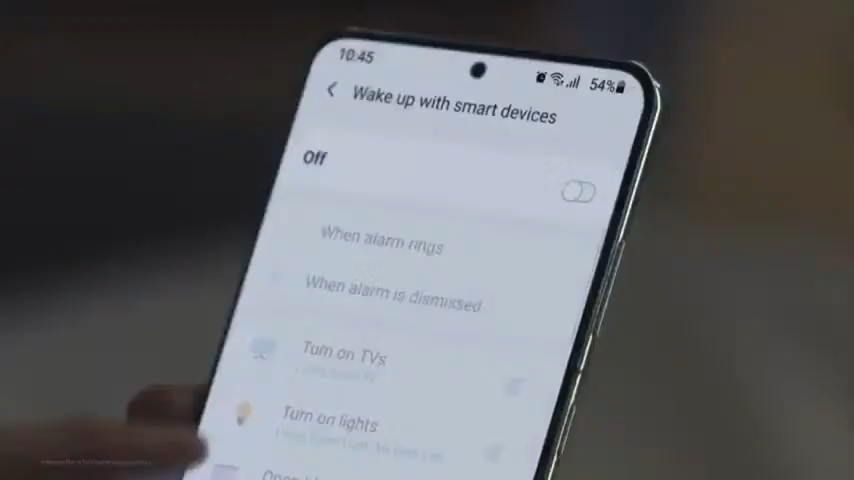 10:45
54%
Wake up with smart devices
Off
When alarm rings
When alarm is dismissed
Turn on TVs
Turn on lights
Open